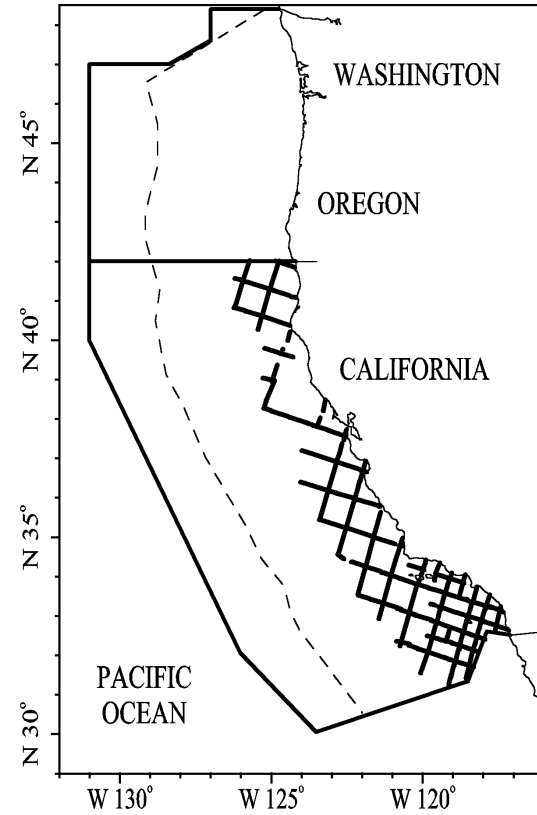 WASHINGTON
N 45°
OREGON
N 40°
CALIFORNIA
N 35°
PACIFIC
OCEAN
N 30°
W 130° W 125° W 120°